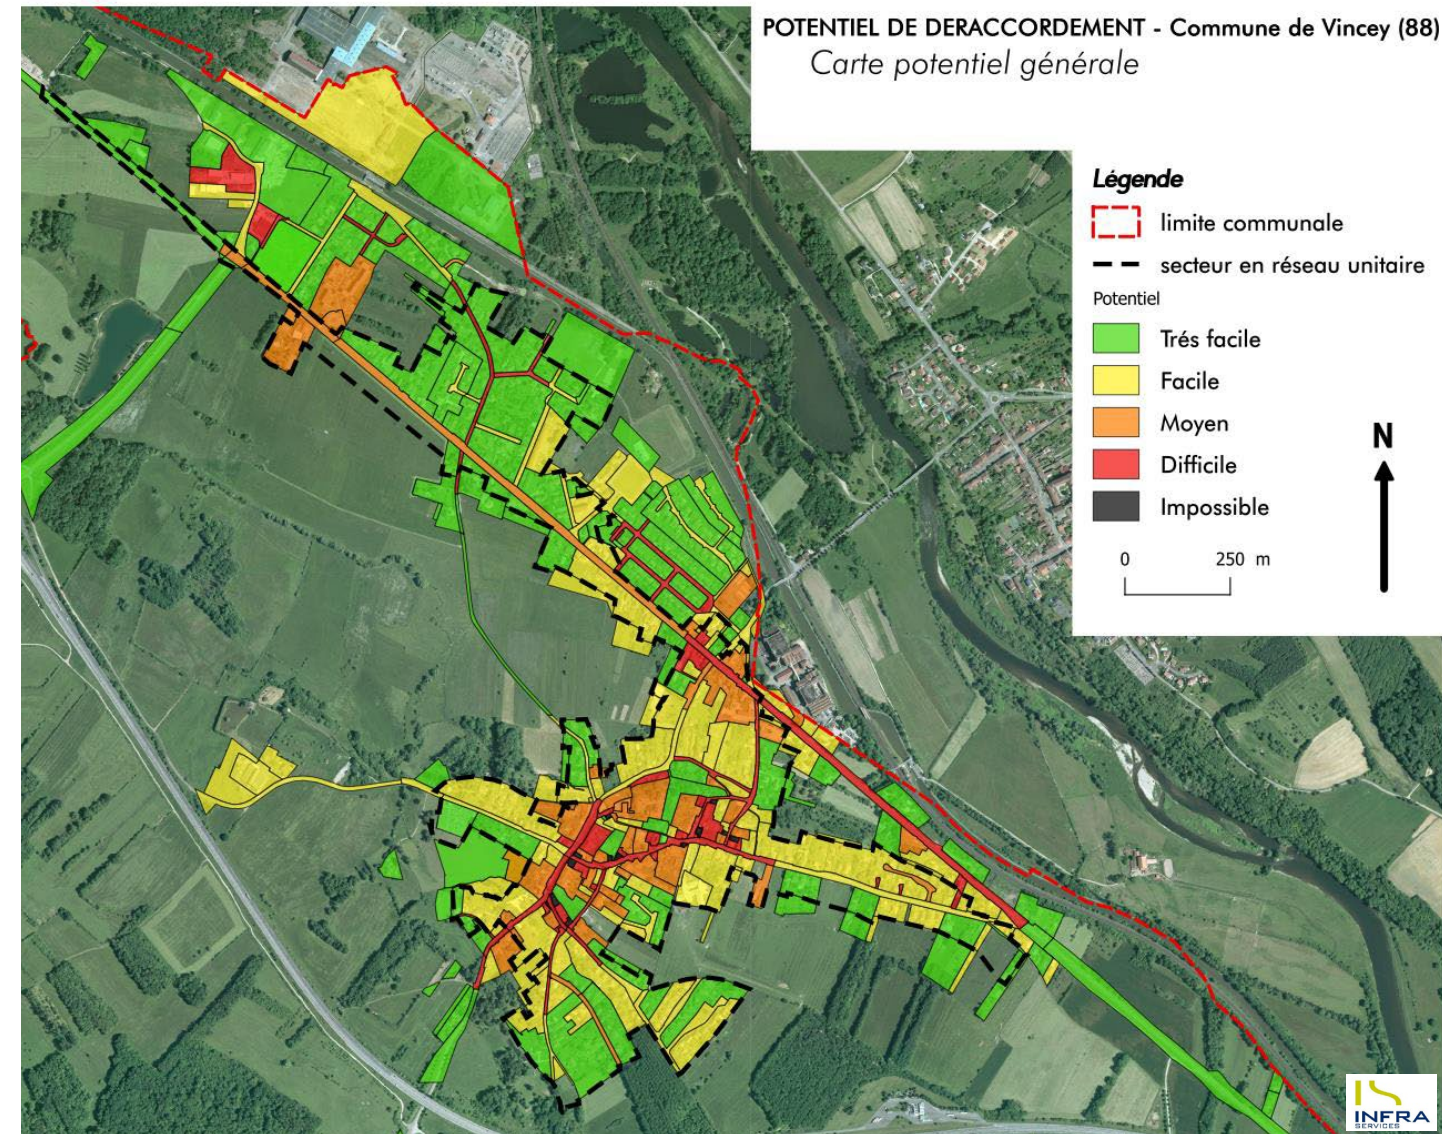 POTENTIEL DE DERACCORDEMENT - Commune de Vincey (88)
Carte potentiel générale
Légende
limite communale
secteur en réseau unitaire
Potentiel
Trés facile
Facile
Moyen
Difficile
Impossible
N
0 250 m
INFRA
SERVICES